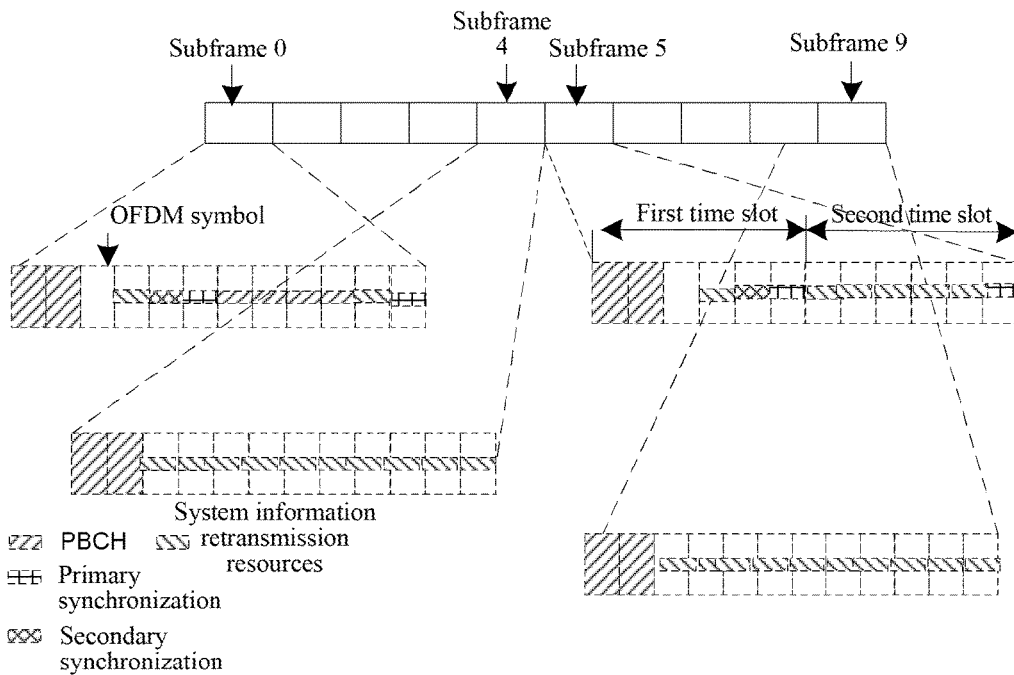 Subframe 0
Subframe
4
Subframe 5
Subframe 9
OFDM symbol
First time slot
Second time slot
System information
retransmission
resources
PBCH
Primary
synchronization
Secondary
synchronization